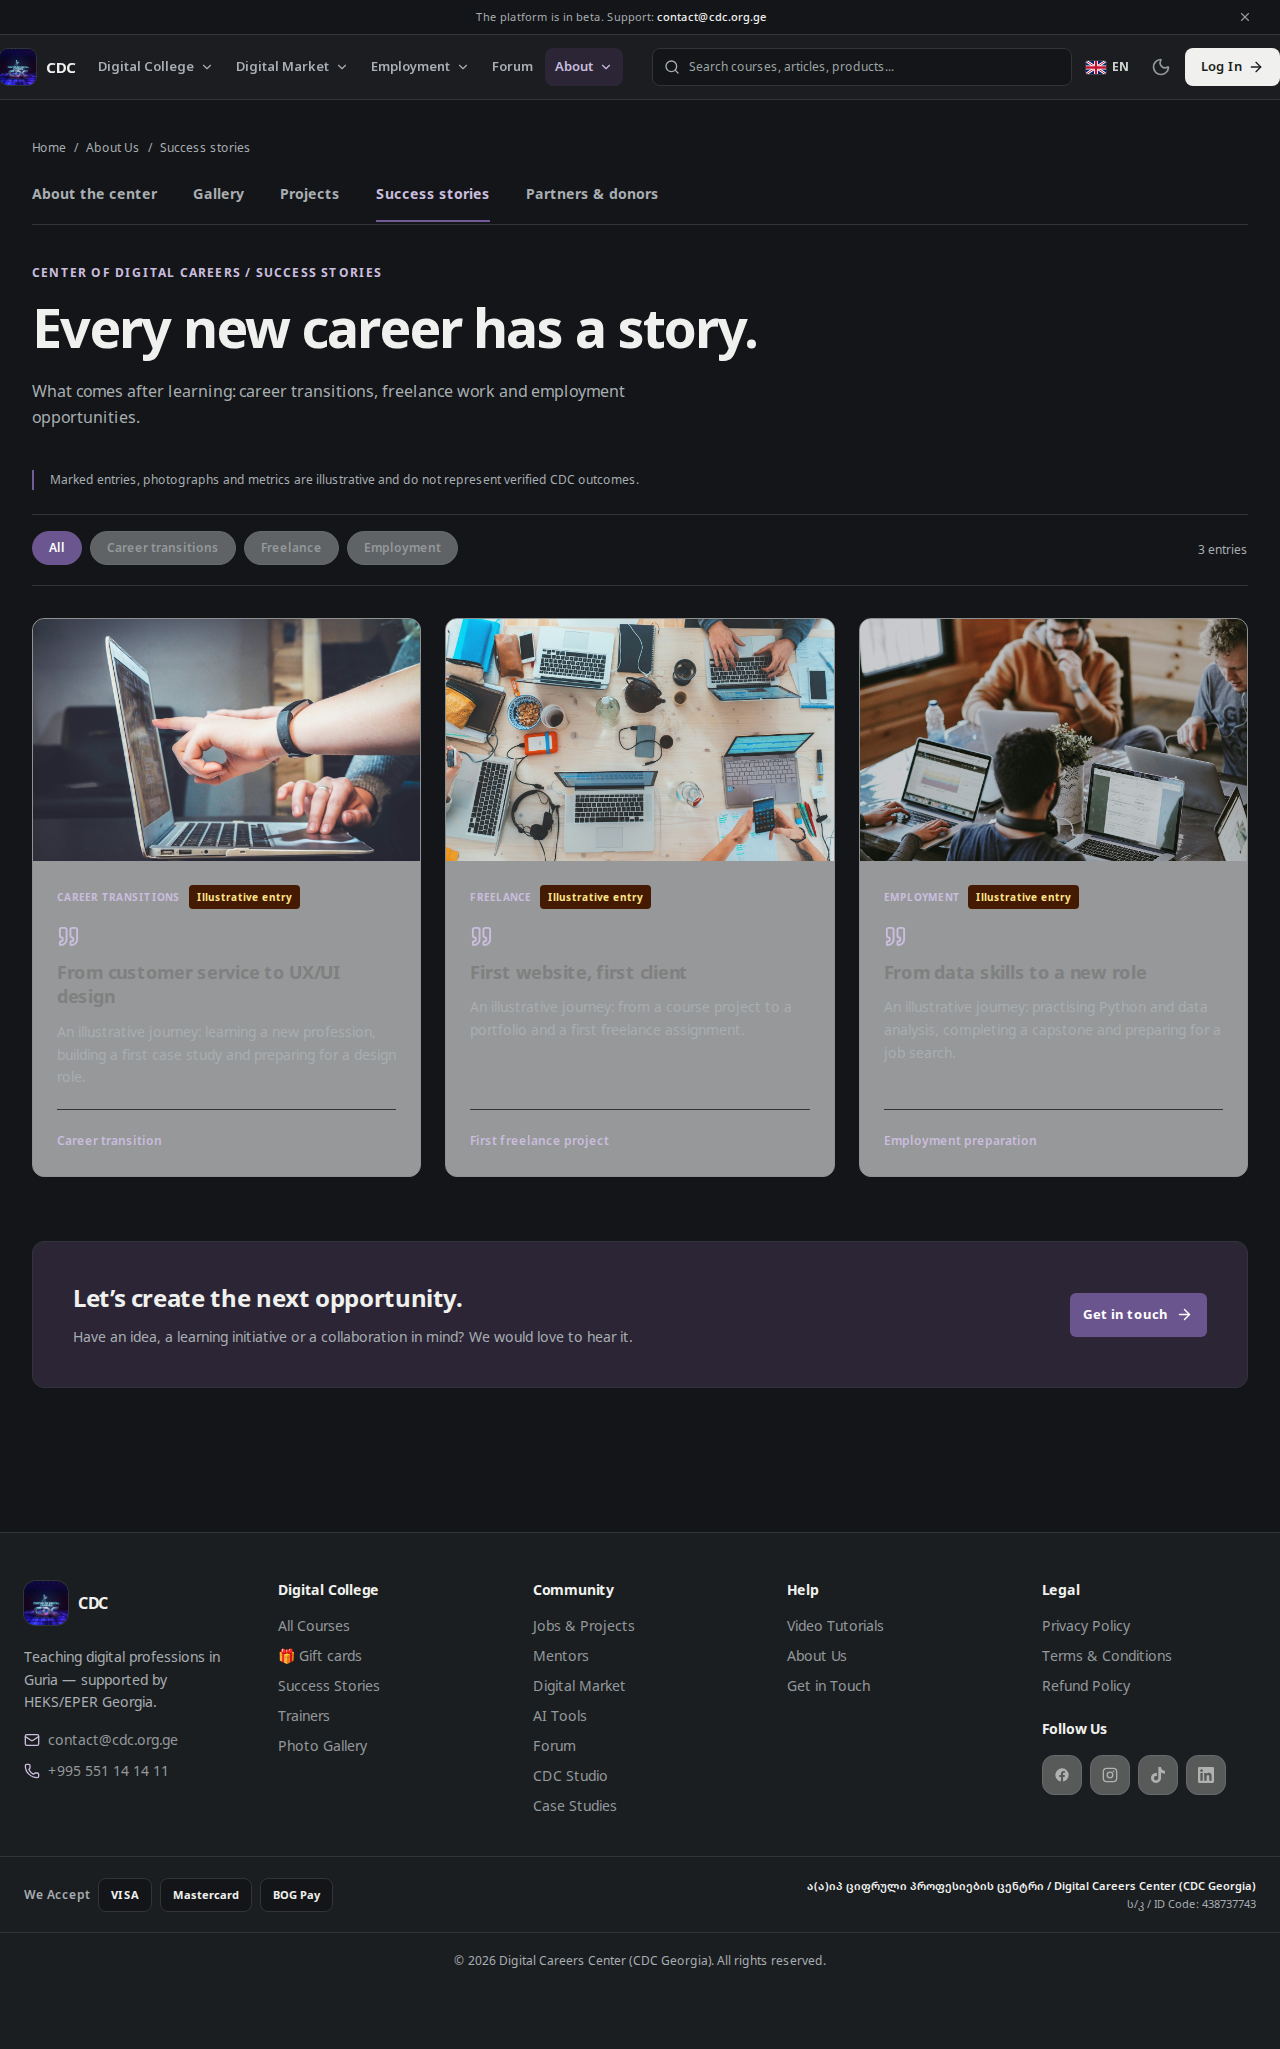 The platform is in beta. Support: contact@cdc.org.ge
CDC
Digital College
Digital Market
Employment
Forum
About
Search courses, articles, products...
EN
Log In
Home / About Us / Success stories
About the center
Gallery
Projects
Success stories
Partners & donors
CENTER OF DIGITAL CAREERS / SUCCESS STORIES
Every new career has a story.
What comes after learning: career transitions, freelance work and employment
opportunities.
Marked entries, photographs and metrics are illustrative and do not represent verified CDC outcomes.
All
Career transitions
Freelance
Employment
3 entries
CAREER TRANSITIONS
Illustrative entry
From customer service to UX/UI
design
An illustrative journey: learning a new profession,
building a first case study and preparing for a design
role.
Career transition
FREELANCE
Illustrative entry
First website, first client
An illustrative journey: from a course project to a
portfolio and a first freelance assignment.
First freelance project
EMPLOYMENT
Illustrative entry
From data skills to a new role
An illustrative journey: practising Python and data
analysis, completing a capstone and preparing for a
job search.
Employment preparation
Let’s create the next opportunity.
Have an idea, a learning initiative or a collaboration in mind? We would love to hear it.
Get in touch
CDC
Teaching digital professions in
Guria — supported by
HEKS/EPER Georgia.
contact@cdc.org.ge
+995 551 14 14 11
Digital College
All Courses
🎁 Gift cards
Success Stories
Trainers
Photo Gallery
Community
Jobs & Projects
Mentors
Digital Market
AI Tools
Forum
CDC Studio
Case Studies
Help
Video Tutorials
About Us
Get in Touch
Legal
Privacy Policy
Terms & Conditions
Refund Policy
Follow Us
We Accept
VISA
Mastercard
BOG Pay
ა(ა)იპ ციფრული პროფესიების ცენტრი / Digital Careers Center (CDC Georgia)
ს/კ / ID Code: 438737743
© 2026 Digital Careers Center (CDC Georgia). All rights reserved.